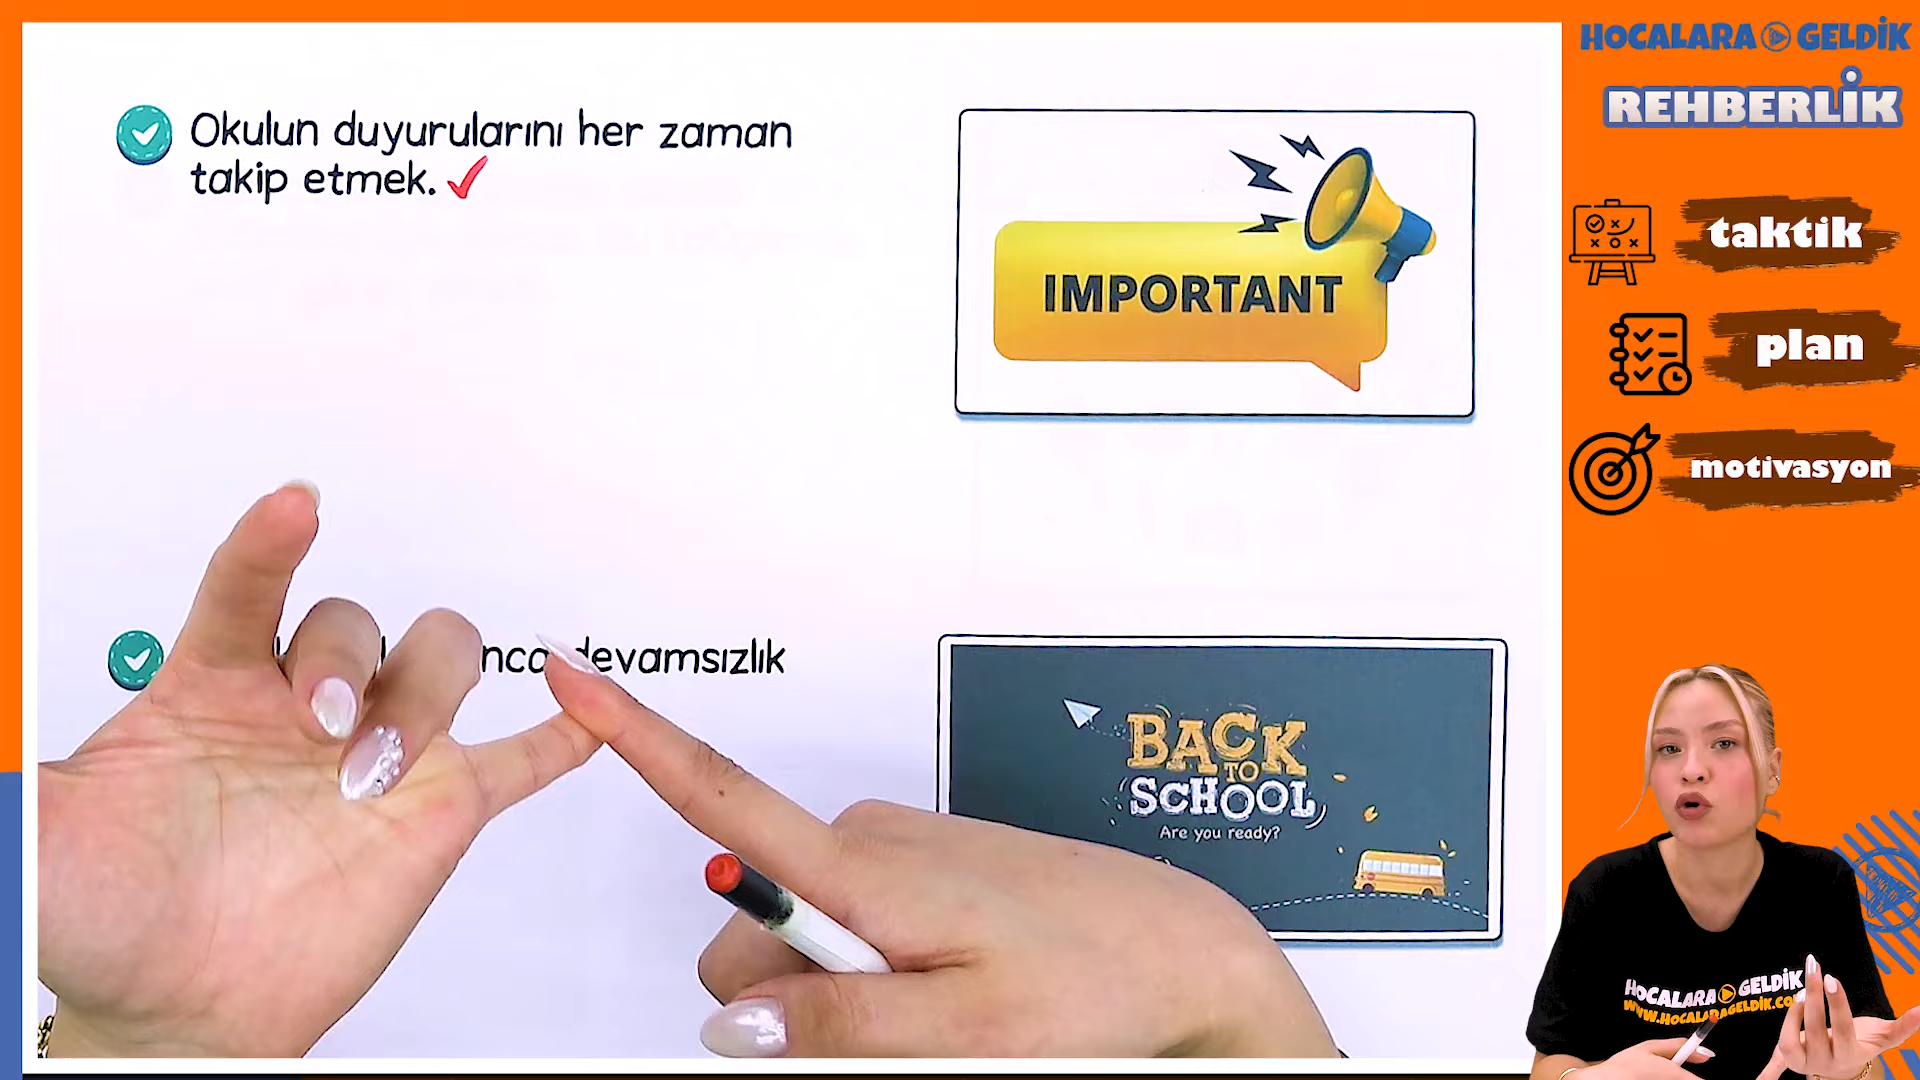 Okulun duyurularını her zaman
takip etmek.
IMPORTANT
devamsızlık
BACK
TO
SCHOOL
Are you ready?
HOCALARA GELDİK
REHBERLİK
taktik
plan
motivasyon
HOCALARA GELDİK